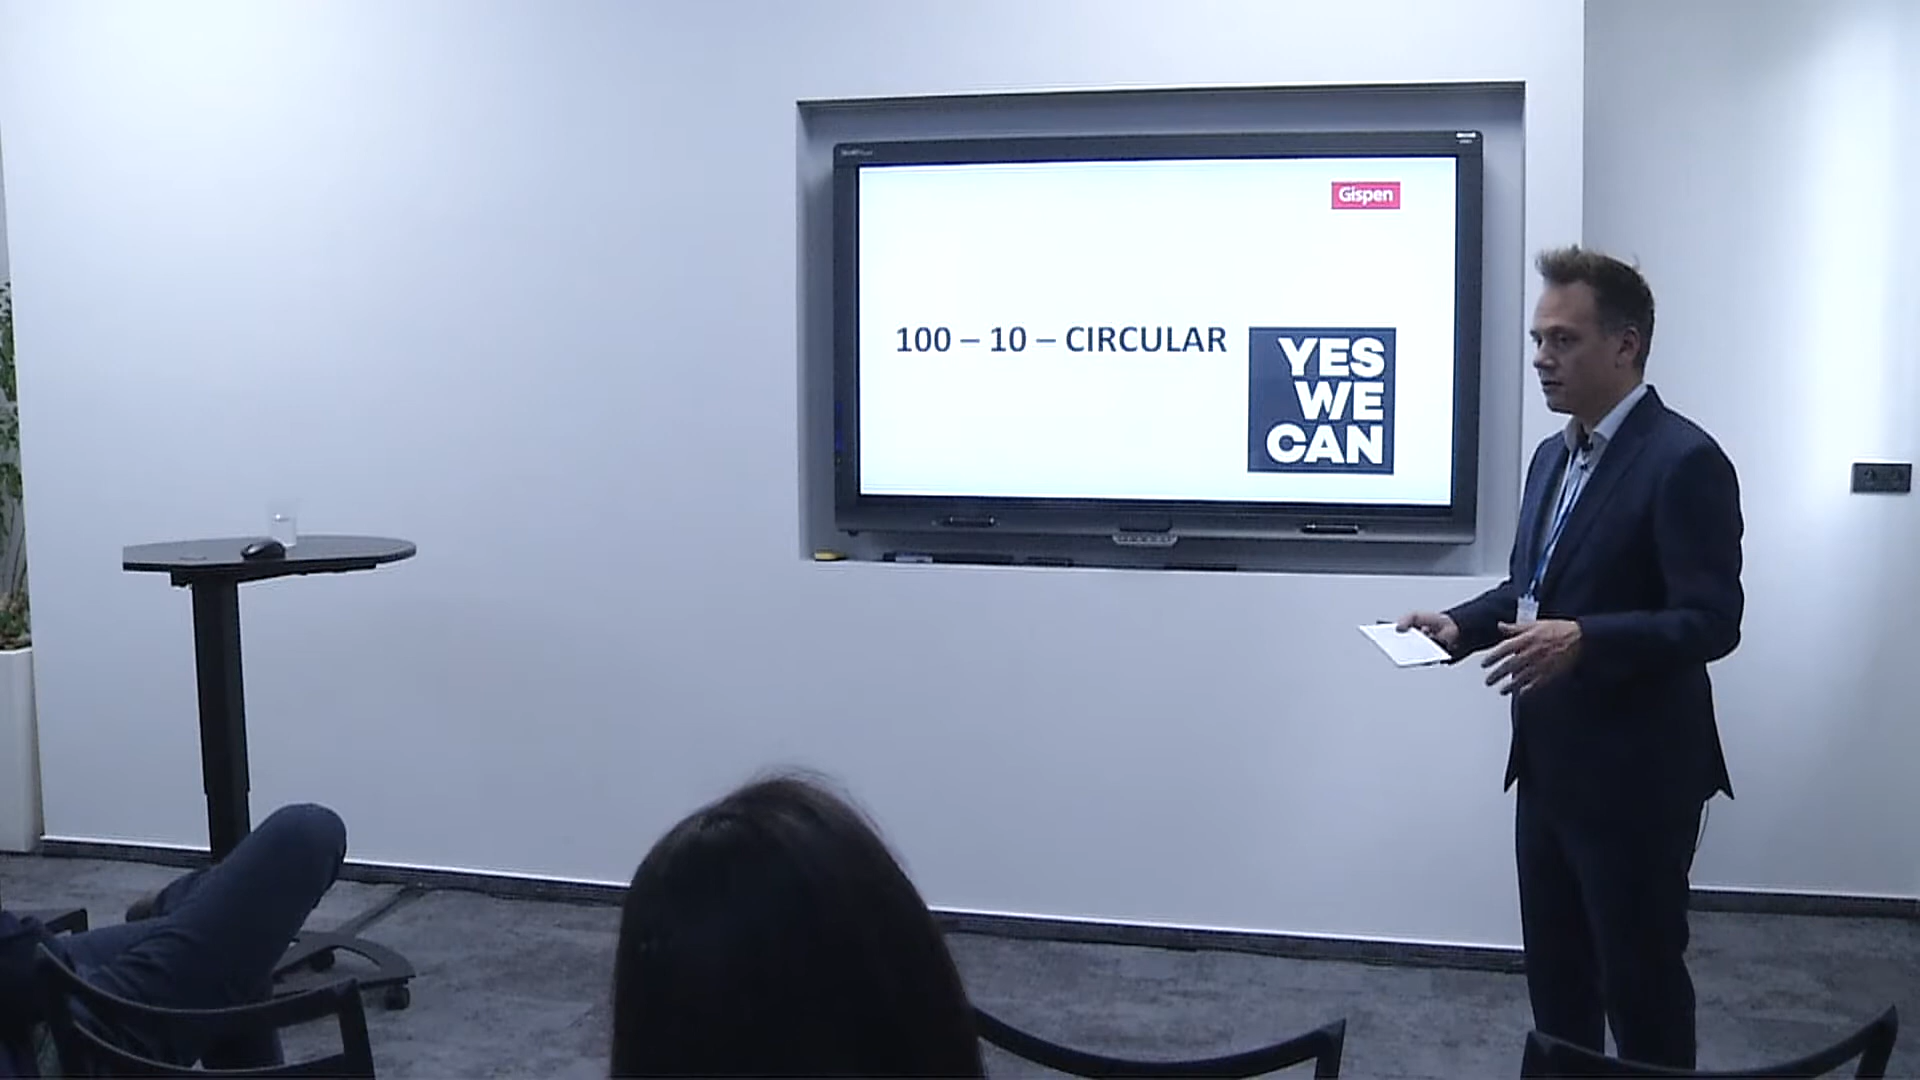 Gispen
100 – 10 – CIRCULAR
YES
WE
CAN